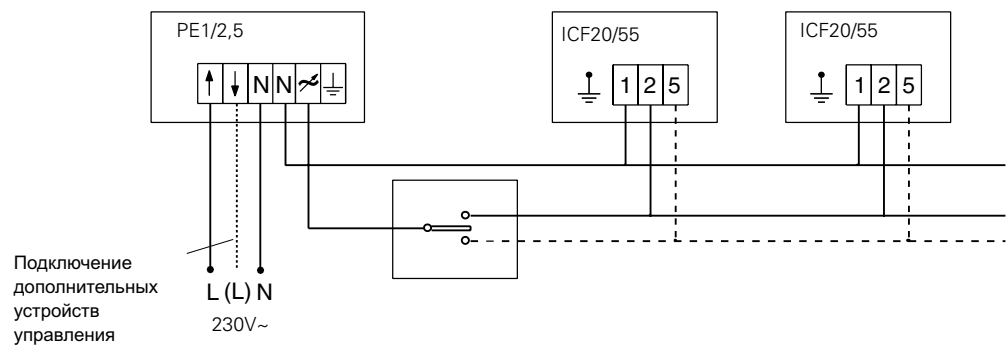 PE1/2,5
N N
ICF20/55
1 2 5
ICF20/55
1 2 5
Подключение
дополнительных
устройств
управления
L (L) N
230V~